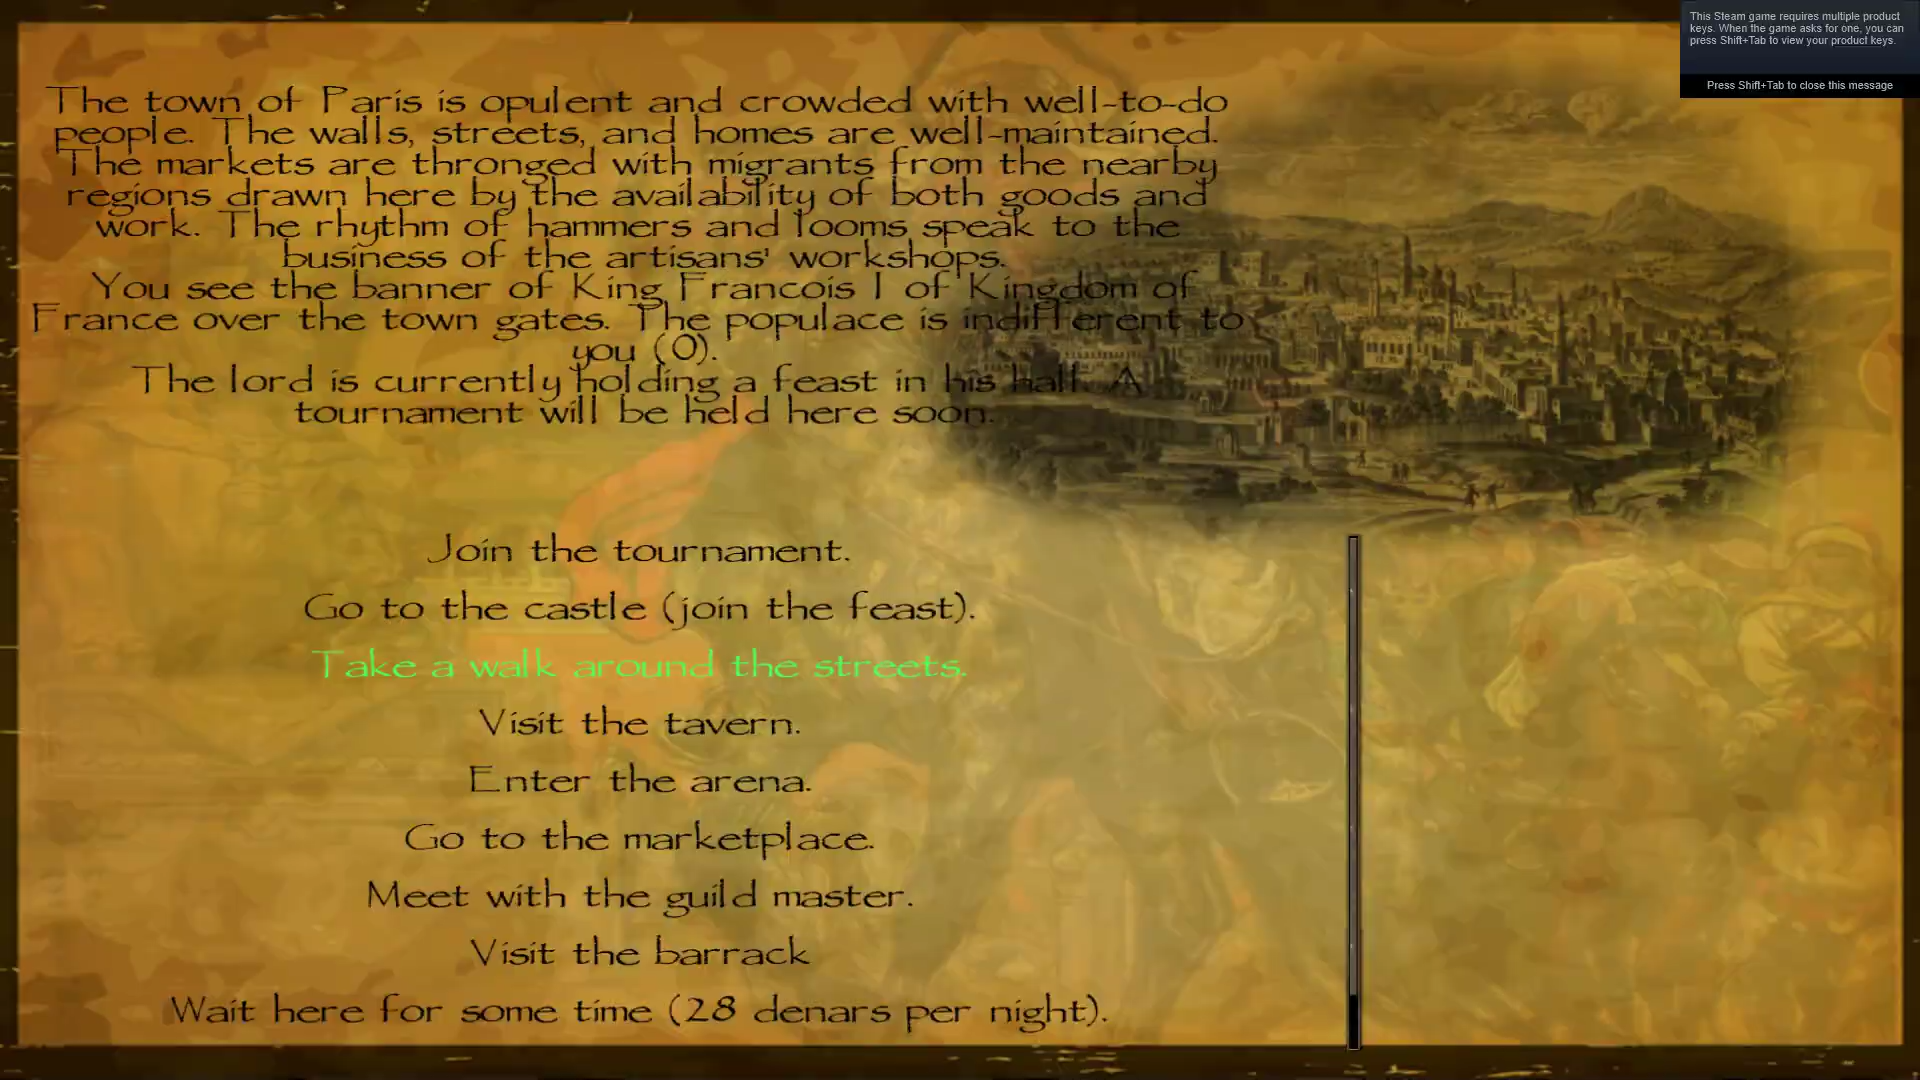 This Steam game requires multiple product
keys. When the game asks for one, you can
press Shift+Tab to view your product keys.
Press Shift+Tab to close this message
The town of Paris is opulent and crowded with well-to-do
people. The walls, streets, and homes are well-maintained.
The markets are thronged with migrants from the nearby
regions drawn here by the availability of both goods and
work. The rhythm of hammers and looms speak to the
business of the artisans' workshops.
You see the banner of King Francois I of Kingdom of
France over the town gates. The populace is indifferent to
you (0).
The lord is currently holding a feast in his hall. A
tournament will be held here soon.
Join the tournament.
Go to the castle (join the feast).
Take a walk around the streets.
Visit the tavern.
Enter the arena.
Go to the marketplace.
Meet with the guild master.
Visit the barrack
Wait here for some time (28 denars per night).